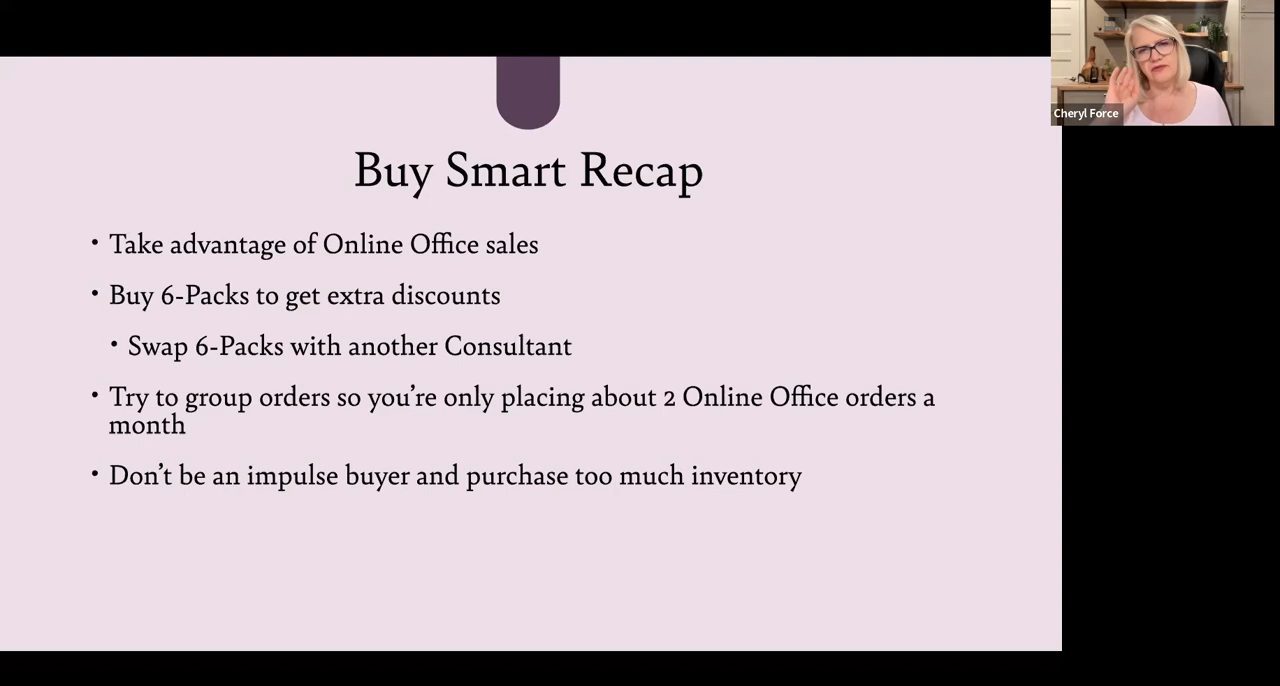 Cheryl Force
Buy Smart Recap
• Take advantage of Online Office sales
• Buy 6-Packs to get extra discounts
• Swap 6-Packs with another Consultant
• Try to group orders so you’re only placing about 2 Online Office orders a
month
• Don’t be an impulse buyer and purchase too much inventory